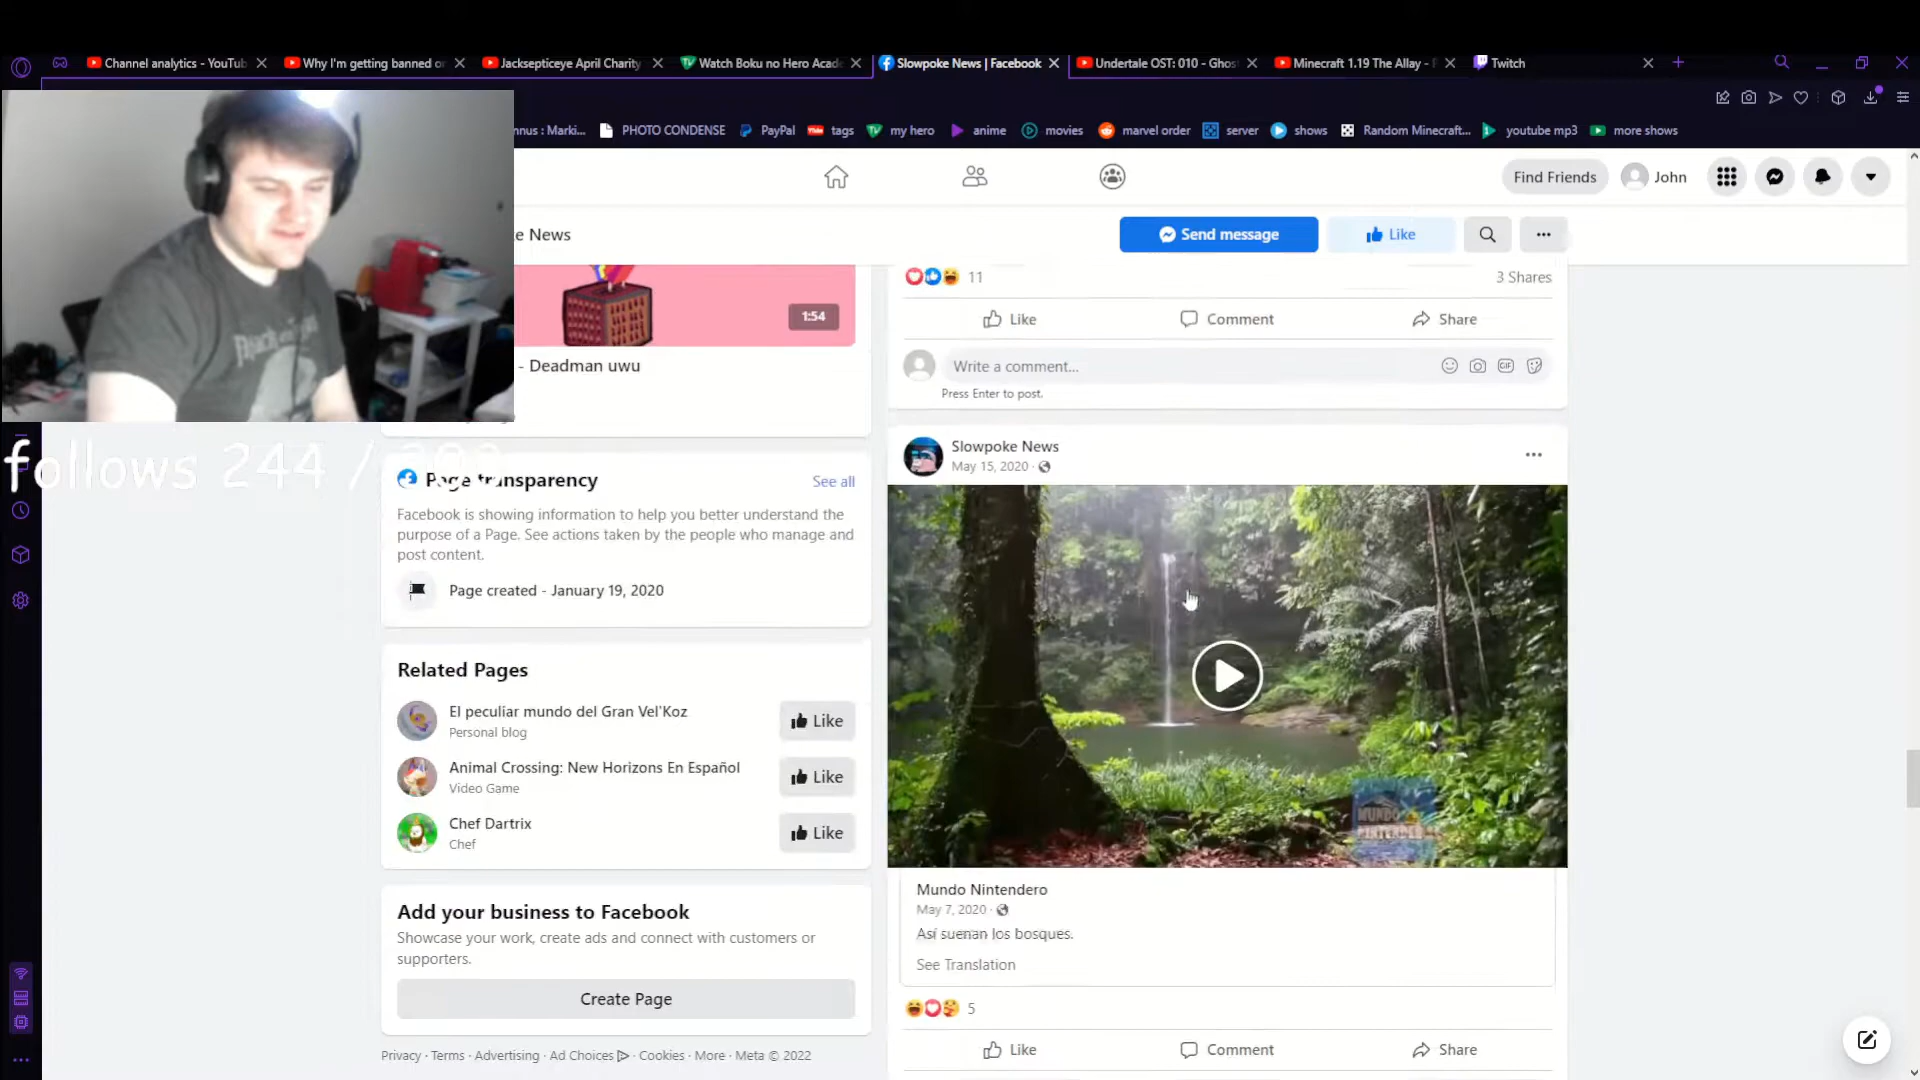 Channel analytics - YouTub
Why I'm getting banned or
Jacksepticeye April Charity
Watch Boku no Hero Acade
Slowpoke News | Facebook
Undertale OST: 010 - Ghos
Minecraft 1.19 The Allay -
Twitch
nnus : Marki...
PHOTO CONDENSE
PayPal
tags
my hero
anime
movies
marvel order
server
shows
Random Minecraft...
youtube mp3
more shows
Find Friends
John
e News
Send message
Like
11
3 Shares
Like
Comment
Share
Write a comment...
Press Enter to post.
1:54
- Deadman uwu
follows 244 /
Page transparency
See all
Facebook is showing information to help you better understand the
purpose of a Page. See actions taken by the people who manage and
post content.
Page created - January 19, 2020
Related Pages
El peculiar mundo del Gran Vel'Koz
Personal blog
Like
Animal Crossing: New Horizons En Español
Video Game
Like
Chef Dartrix
Chef
Like
Add your business to Facebook
Showcase your work, create ads and connect with customers or
supporters.
Create Page
Privacy · Terms · Advertising · Ad Choices · Cookies · More · Meta © 2022
Slowpoke News
May 15, 2020 ·
MUNDO
NINTENDERO
Mundo Nintendero
May 7, 2020 ·
Así suenan los bosques.
See Translation
5
Like
Comment
Share